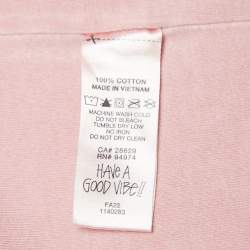 100% COTTON
MADE IN VIETNAM
MACHINE WASH COLD
DO NOT BLEACH
TUMBLE DRY LOW
NO IRON
DO NOT DRY CLEAN
CA# 25629
RN# 94974
HAVE A
GOOD VIBE!!
FA23
1140283